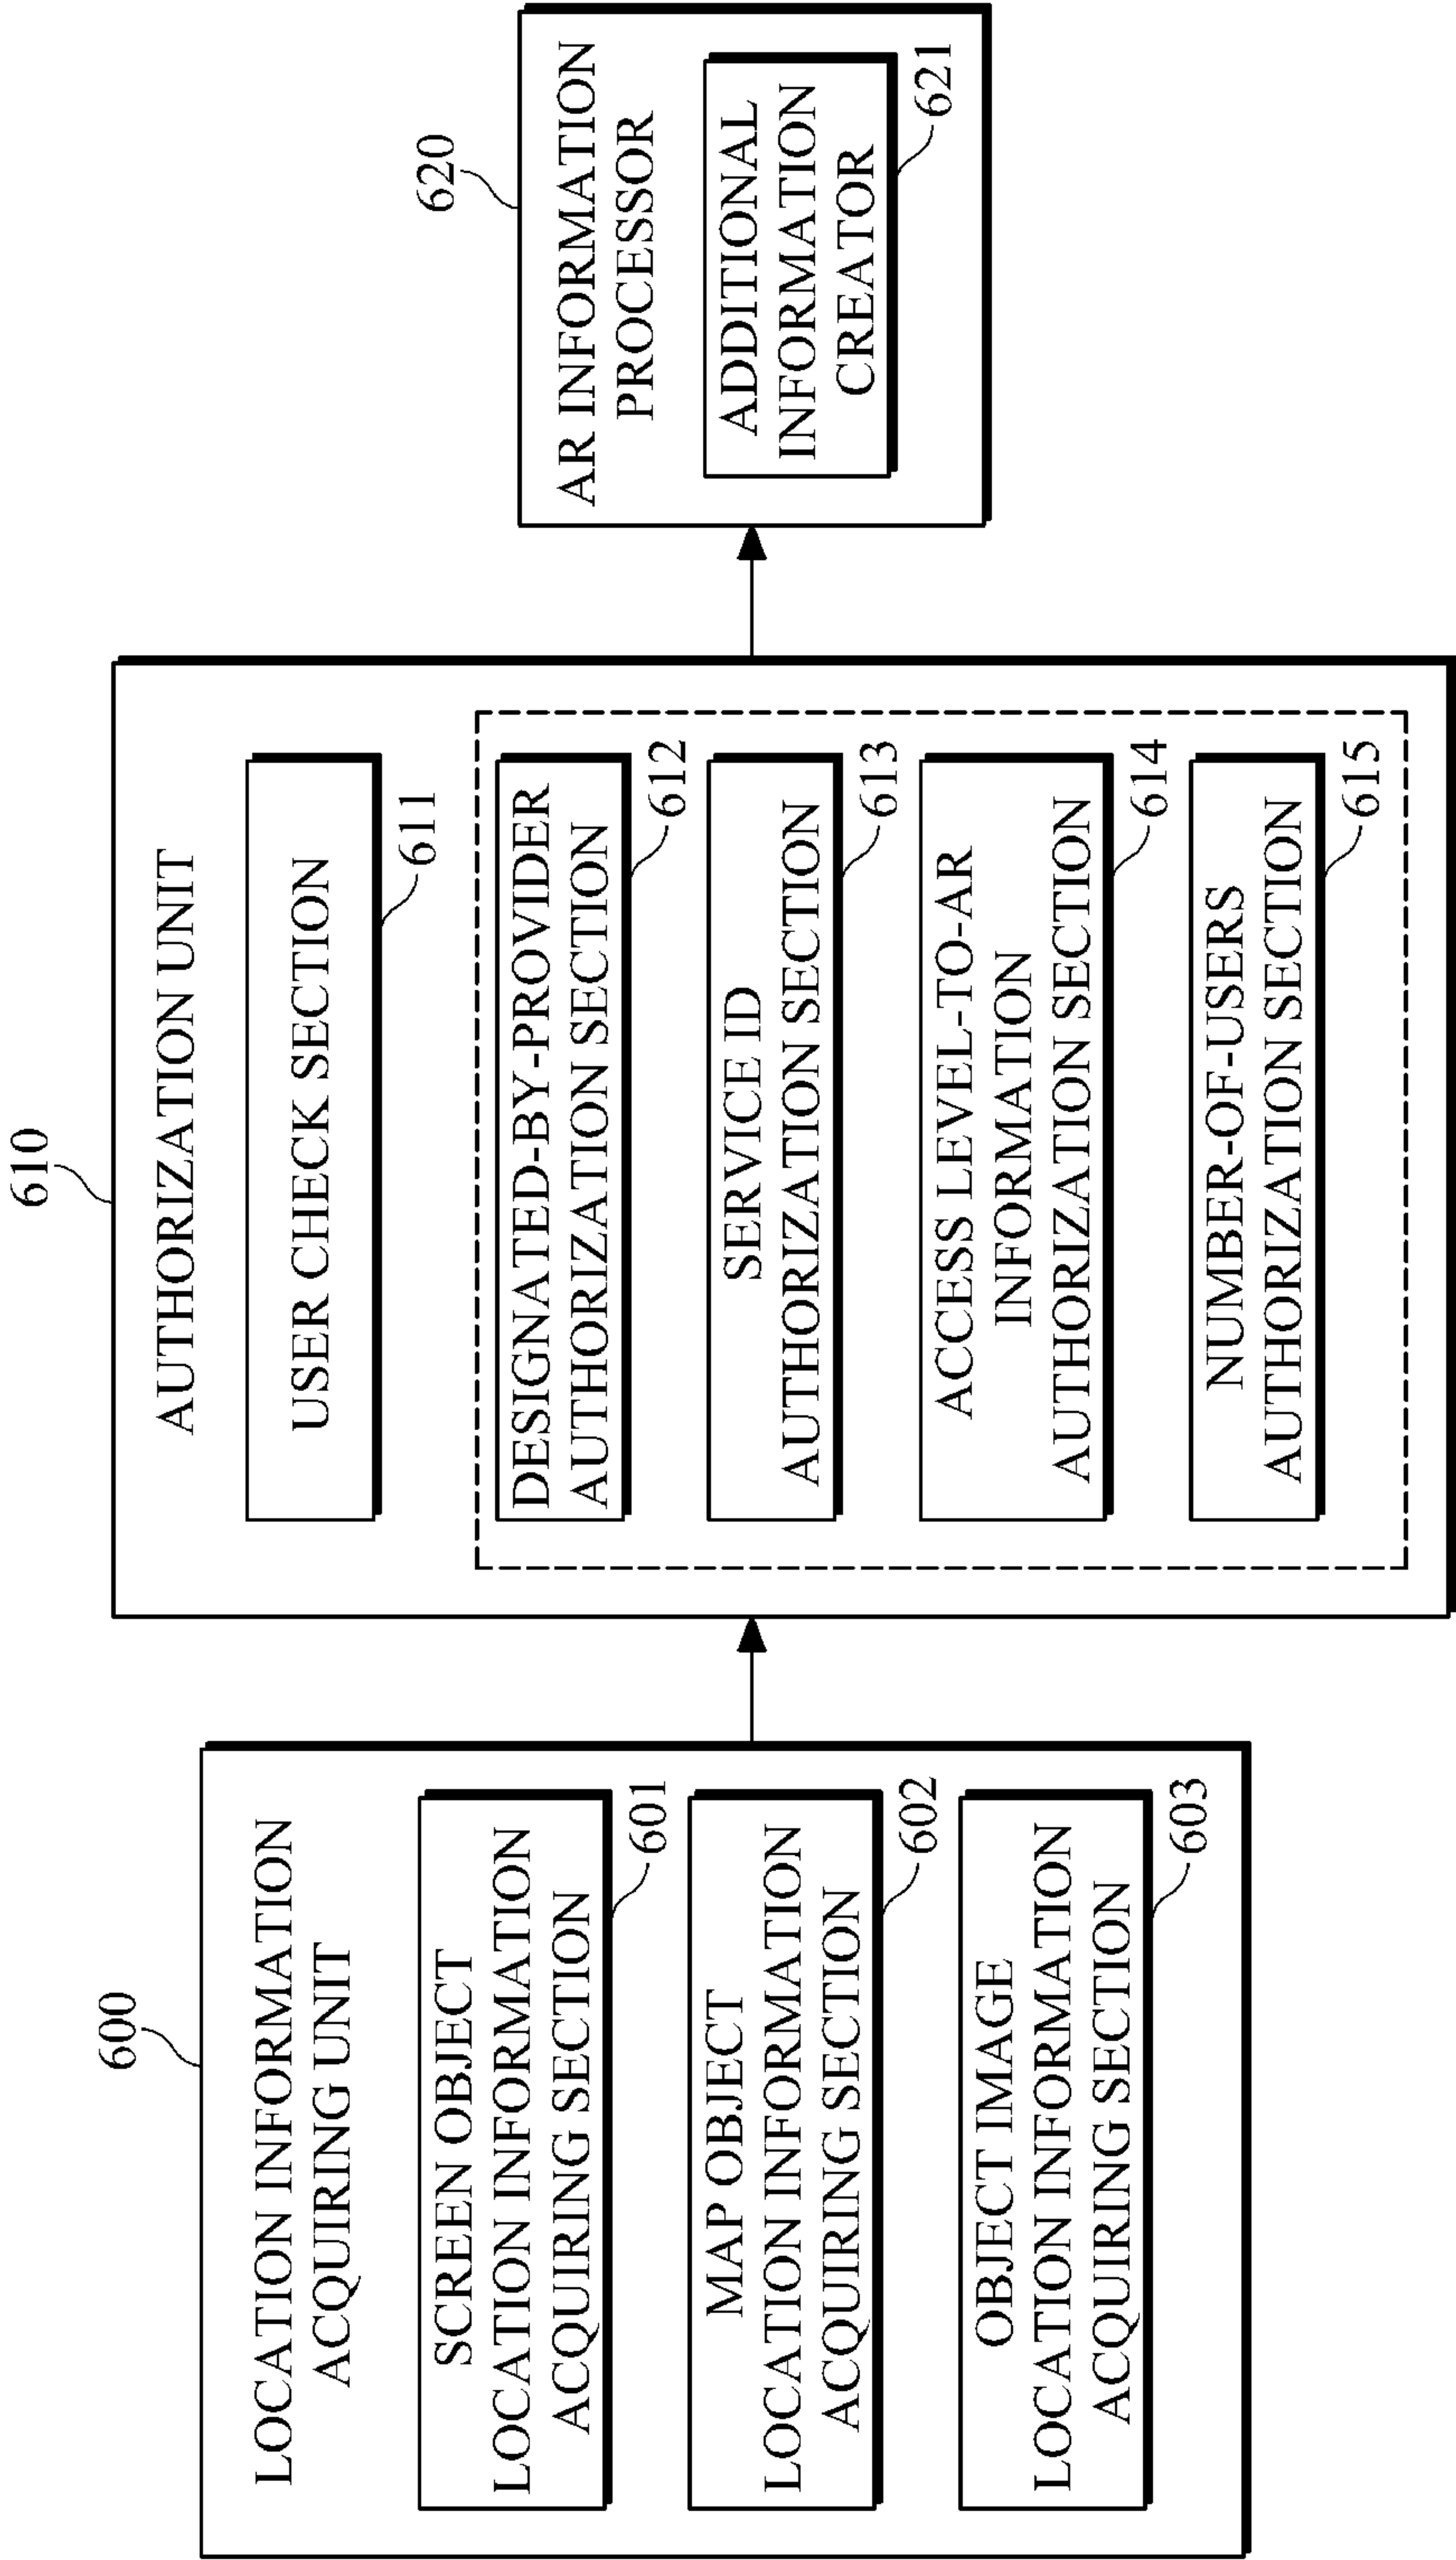 600
LOCATION INFORMATION
ACQUIRING UNIT
SCREEN OBJECT
LOCATION INFORMATION
ACQUIRING SECTION
601
MAP OBJECT
LOCATION INFORMATION
ACQUIRING SECTION
602
OBJECT IMAGE
LOCATION INFORMATION
ACQUIRING SECTION
603
610
AUTHORIZATION UNIT
USER CHECK SECTION
611
DESIGNATED-BY-PROVIDER
AUTHORIZATION SECTION
612
SERVICE ID
AUTHORIZATION SECTION
613
ACCESS LEVEL-TO-AR
INFORMATION
AUTHORIZATION SECTION
614
NUMBER-OF-USERS
AUTHORIZATION SECTION
615
620
AR INFORMATION
PROCESSOR
ADDITIONAL
INFORMATION
CREATOR
621